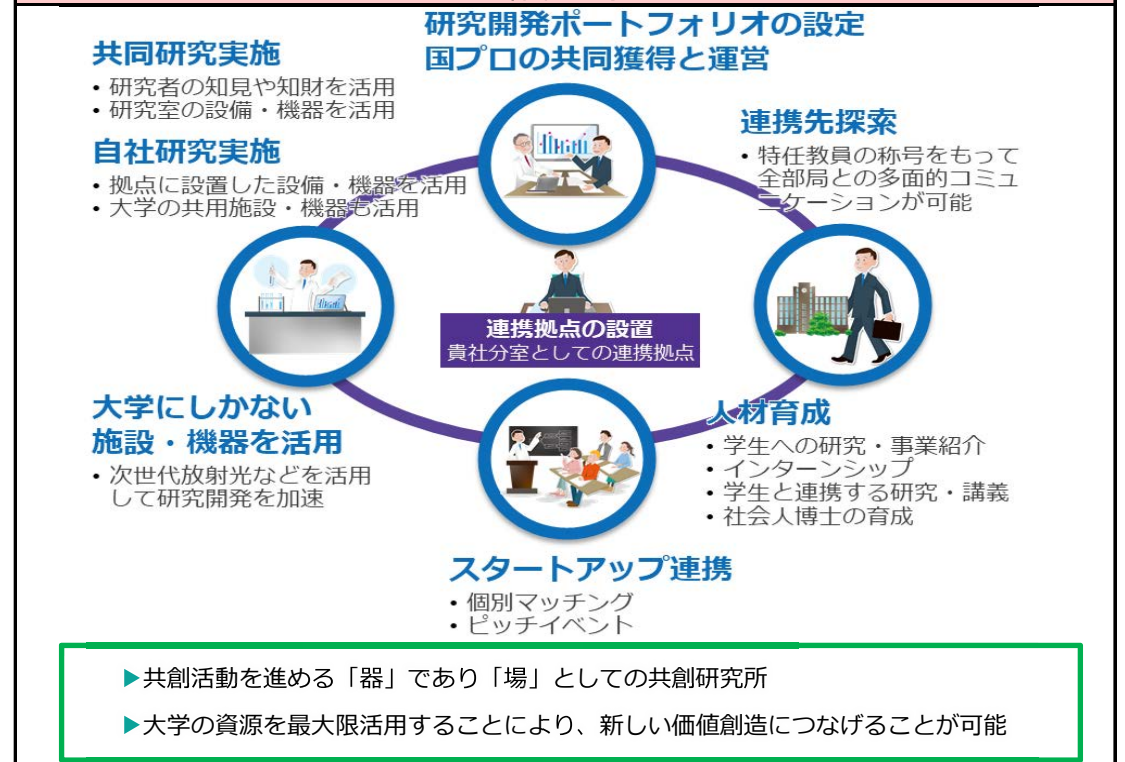 研究開発ポートフォリオの設定
国プロの共同獲得と運営
共同研究実施
・研究者の知見や知財を活用
・研究室の設備・機器を活用
自社研究実施
・拠点に設置した設備・機器を活用
・大学の共用施設・機器も活用
連携先探索
・特任教員の称号をもって
全部局との多面的コミュ
ニケーションが可能
連携拠点の設置
貴社分室としての連携拠点
大学にしかない
施設・機器を活用
・次世代放射光などを活用
して研究開発を加速
人材育成
・学生への研究・事業紹介
・インターンシップ
・学生と連携する研究・講義
・社会人博士の育成
スタートアップ連携
・個別マッチング
・ピッチイベント
▶共創活動を進める「器」であり「場」としての共創研究所
▶大学の資源を最大限活用することにより、新しい価値創造につなげることが可能